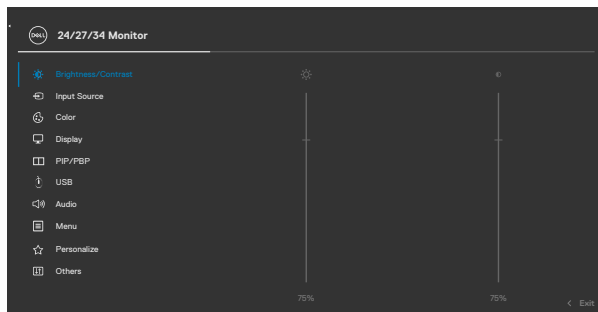 DELL
24/27/34 Monitor
Brightness/Contrast
Input Source
Color
Display
PIP/PBP
USB
Audio
Menu
Personalize
Others
75%
75%
< Exit